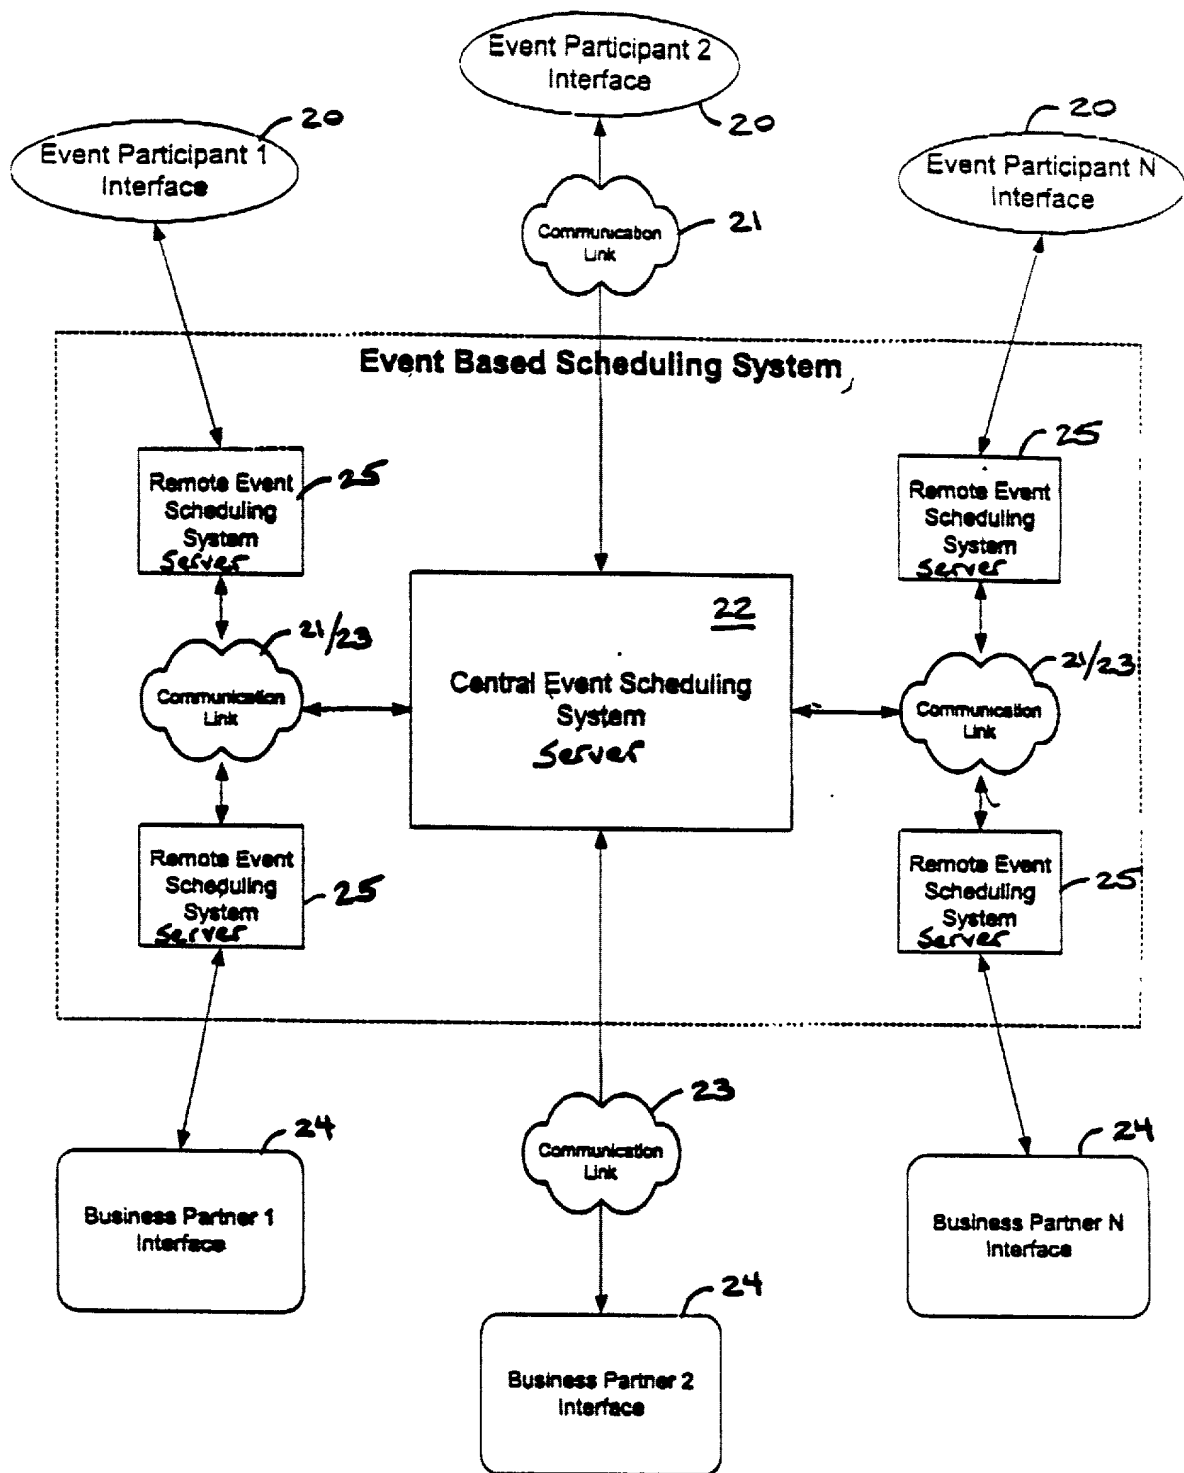 Event Participant 2
Interface
20
20
Event Participant 1
Interface
20
Event Participant N
Interface
Communication
Link
21
Event Based Scheduling System
Remote Event
Scheduling
System
Server
25
Remote Event
Scheduling
System
Server
25
22
Central Event Scheduling
System
Server
21/23
Communication
Link
21/23
Communication
Link
Remote Event
Scheduling
System
Server
25
Remote Event
Scheduling
System
Server
25
23
Communication
Link
24
Business Partner 1
Interface
24
Business Partner N
Interface
24
Business Partner 2
Interface